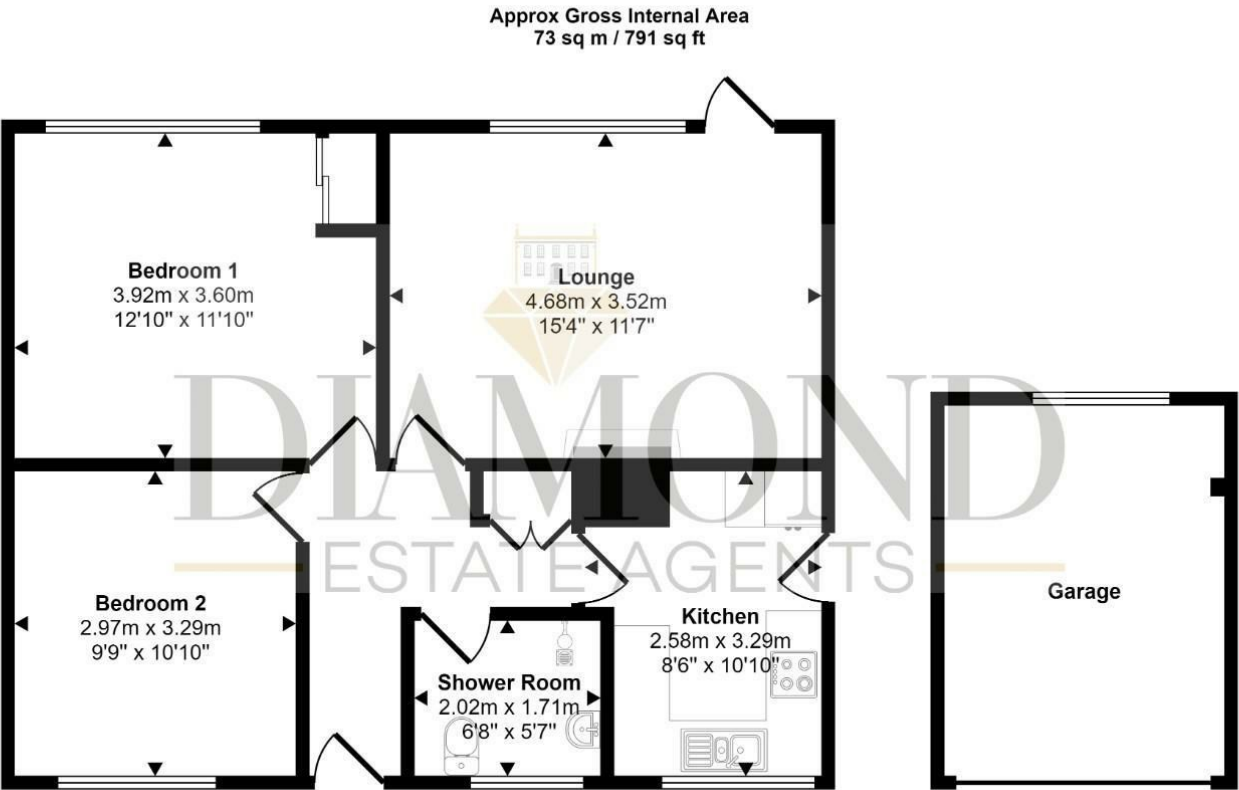 Approx Gross Internal Area
73 sq m / 791 sq ft
Bedroom 1
3.92m x 3.60m
12'10" x 11'10"
Lounge
4.68m x 3.52m
15'4" x 11'7"
DIAMOND
ESTATE AGENTS
Bedroom 2
2.97m x 3.29m
9'9" x 10'10"
Shower Room
2.02m x 1.71m
6'8" x 5'7"
Kitchen
2.58m x 3.29m
8'6" x 10'10"
Garage